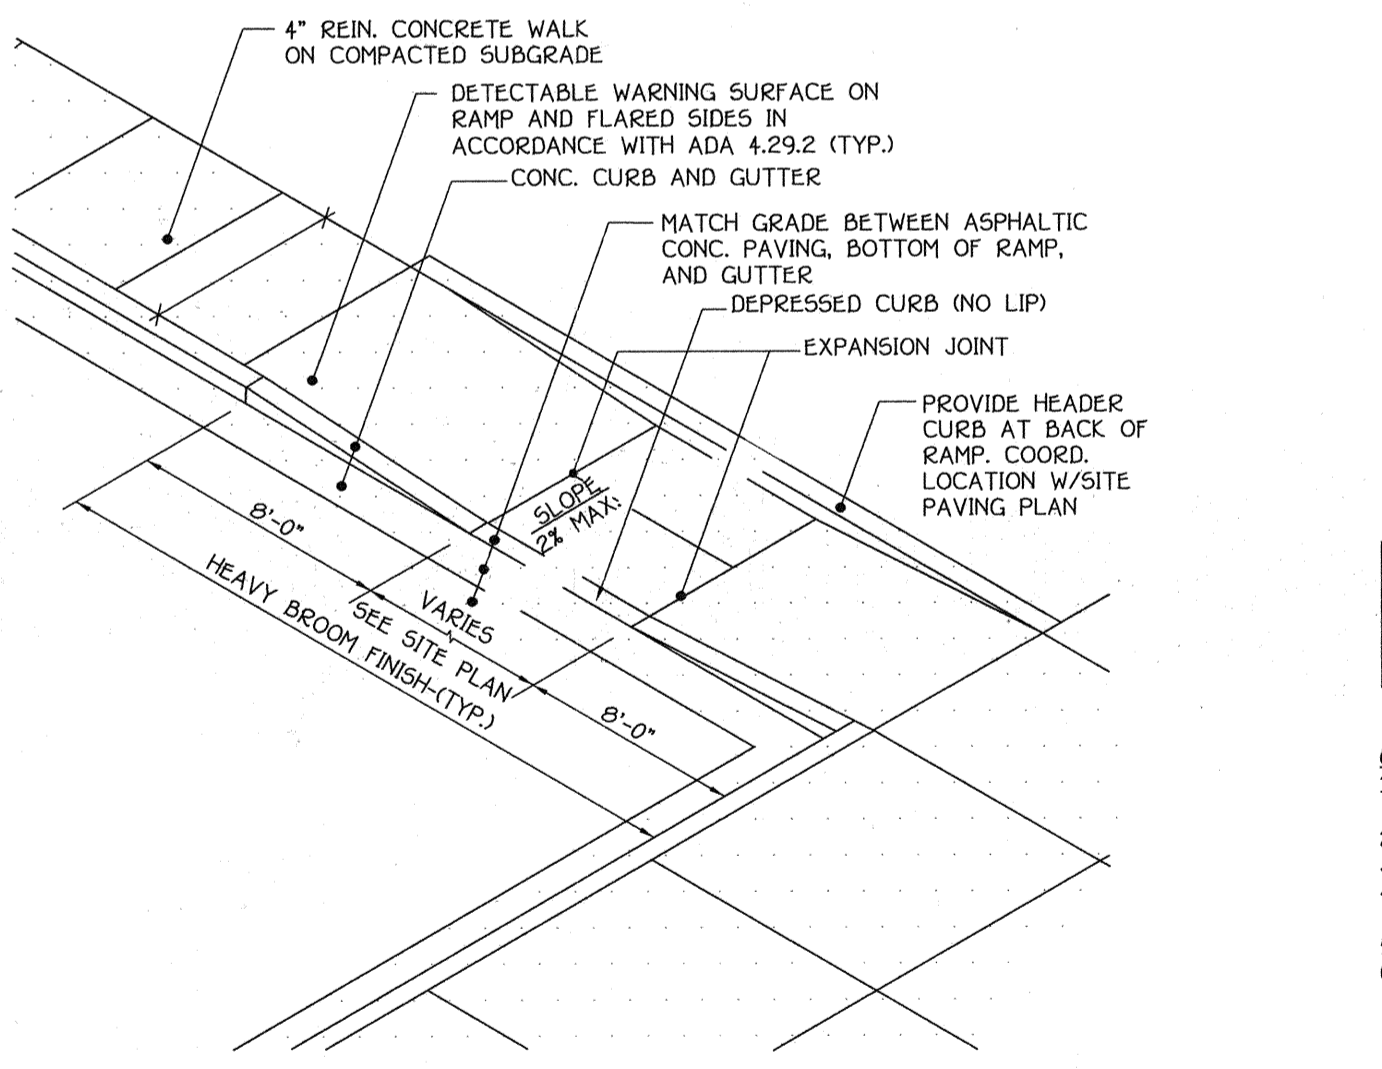 4" REIN. CONCRETE WALK
ON COMPACTED SUBGRADE
DETECTABLE WARNING SURFACE ON
RAMP AND FLARED SIDES IN
ACCORDANCE WITH ADA 4.29.2 (TYP.)
CONC. CURB AND GUTTER
MATCH GRADE BETWEEN ASPHALTIC
CONC. PAVING, BOTTOM OF RAMP,
AND GUTTER
DEPRESSED CURB (NO LIP)
EXPANSION JOINT
PROVIDE HEADER
CURB AT BACK OF
RAMP. COORD.
LOCATION W/SITE
PAVING PLAN
SLOPE
2% MAX.
8'-0"
VARIES
SEE SITE PLAN
8'-0"
HEAVY BROOM FINISH-(TYP.)